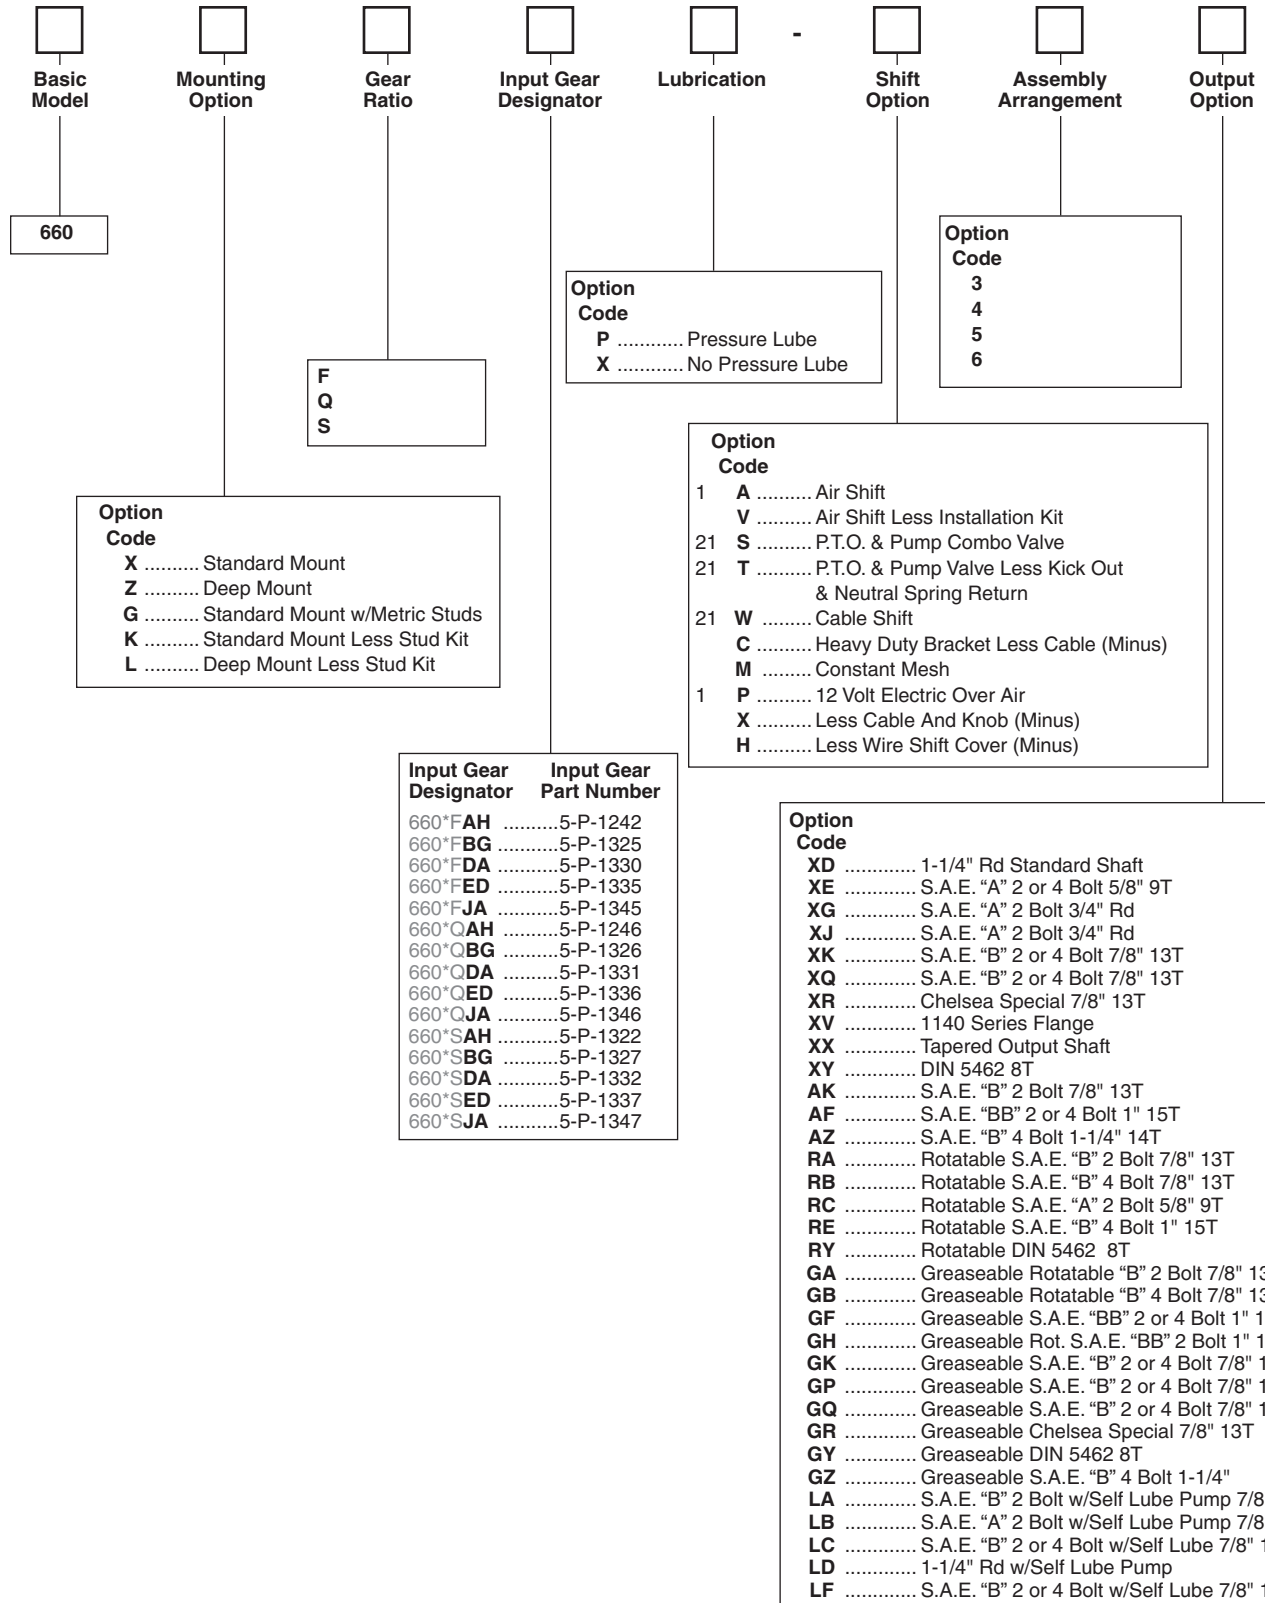 -
Basic Model
Mounting Option
Gear Ratio
Input Gear Designator
Lubrication
Shift Option
Assembly Arrangement
Output Option
660
Option
Code
3
4
5
6
Option
Code
P ............ Pressure Lube
X ............ No Pressure Lube
F
Q
S
Option
Code
1 A .......... Air Shift
V .......... Air Shift Less Installation Kit
21 S .......... P.T.O. & Pump Combo Valve
21 T .......... P.T.O. & Pump Valve Less Kick Out
& Neutral Spring Return
21 W ......... Cable Shift
C .......... Heavy Duty Bracket Less Cable (Minus)
M ......... Constant Mesh
1 P .......... 12 Volt Electric Over Air
X .......... Less Cable And Knob (Minus)
H .......... Less Wire Shift Cover (Minus)
Option
Code
X .......... Standard Mount
Z .......... Deep Mount
G .......... Standard Mount w/Metric Studs
K .......... Standard Mount Less Stud Kit
L .......... Deep Mount Less Stud Kit
Input Gear Input Gear
Designator Part Number
660*FAH ..........5-P-1242
660*FBG ...........5-P-1325
660*FDA ...........5-P-1330
660*FED ...........5-P-1335
660*FJA ...........5-P-1345
660*QAH ..........5-P-1246
660*QBG ..........5-P-1326
660*QDA ..........5-P-1331
660*QED ..........5-P-1336
660*QJA ...........5-P-1346
660*SAH ...........5-P-1322
660*SBG ..........5-P-1327
660*SDA ...........5-P-1332
660*SED ...........5-P-1337
660*SJA ...........5-P-1347
Option
Code
XD ............. 1-1/4" Rd Standard Shaft
XE ............. S.A.E. “A” 2 or 4 Bolt 5/8" 9T
XG ............. S.A.E. “A” 2 Bolt 3/4" Rd
XJ ............. S.A.E. “A” 2 Bolt 3/4" Rd
XK ............. S.A.E. “B” 2 or 4 Bolt 7/8" 13T
XQ ............. S.A.E. “B” 2 or 4 Bolt 7/8" 13T
XR ............. Chelsea Special 7/8" 13T
XV ............. 1140 Series Flange
XX ............. Tapered Output Shaft
XY ............. DIN 5462 8T
AK ............. S.A.E. “B” 2 Bolt 7/8" 13T
AF ............. S.A.E. “BB” 2 or 4 Bolt 1" 15T
AZ ............. S.A.E. “B” 4 Bolt 1-1/4" 14T
RA ............. Rotatable S.A.E. “B” 2 Bolt 7/8" 13T
RB ............. Rotatable S.A.E. “B” 4 Bolt 7/8" 13T
RC ............. Rotatable S.A.E. “A” 2 Bolt 5/8" 9T
RE ............. Rotatable S.A.E. “B” 4 Bolt 1" 15T
RY ............. Rotatable DIN 5462 8T
GA ............. Greaseable Rotatable “B” 2 Bolt 7/8"
GB ............. Greaseable Rotatable “B” 4 Bolt 7/8"
GF ............. Greaseable S.A.E. “BB” 2 or 4 Bolt 1"
GH ............. Greaseable Rot. S.A.E. “BB” 2 Bolt 1"
GK ............. Greaseable S.A.E. “B” 2 or 4 Bolt 7/8"
GP ............. Greaseable S.A.E. “B” 2 or 4 Bolt 7/8"
GQ ............. Greaseable S.A.E. “B” 2 or 4 Bolt 7/8"
GR ............. Greaseable Chelsea Special 7/8" 13T
GY ............. Greaseable DIN 5462 8T
GZ ............. Greaseable S.A.E. “B” 4 Bolt 1-1/4"
LA ............. S.A.E. “B” 2 Bolt w/Self Lube Pump 7/8
LB ............. S.A.E. “A” 2 Bolt w/Self Lube Pump 7/8
LC ............. S.A.E. “B” 2 or 4 Bolt w/Self Lube 7/8"
LD ............. 1-1/4" Rd w/Self Lube Pump
LF ............. S.A.E. “B” 2 or 4 Bolt w/Self Lube 7/8"